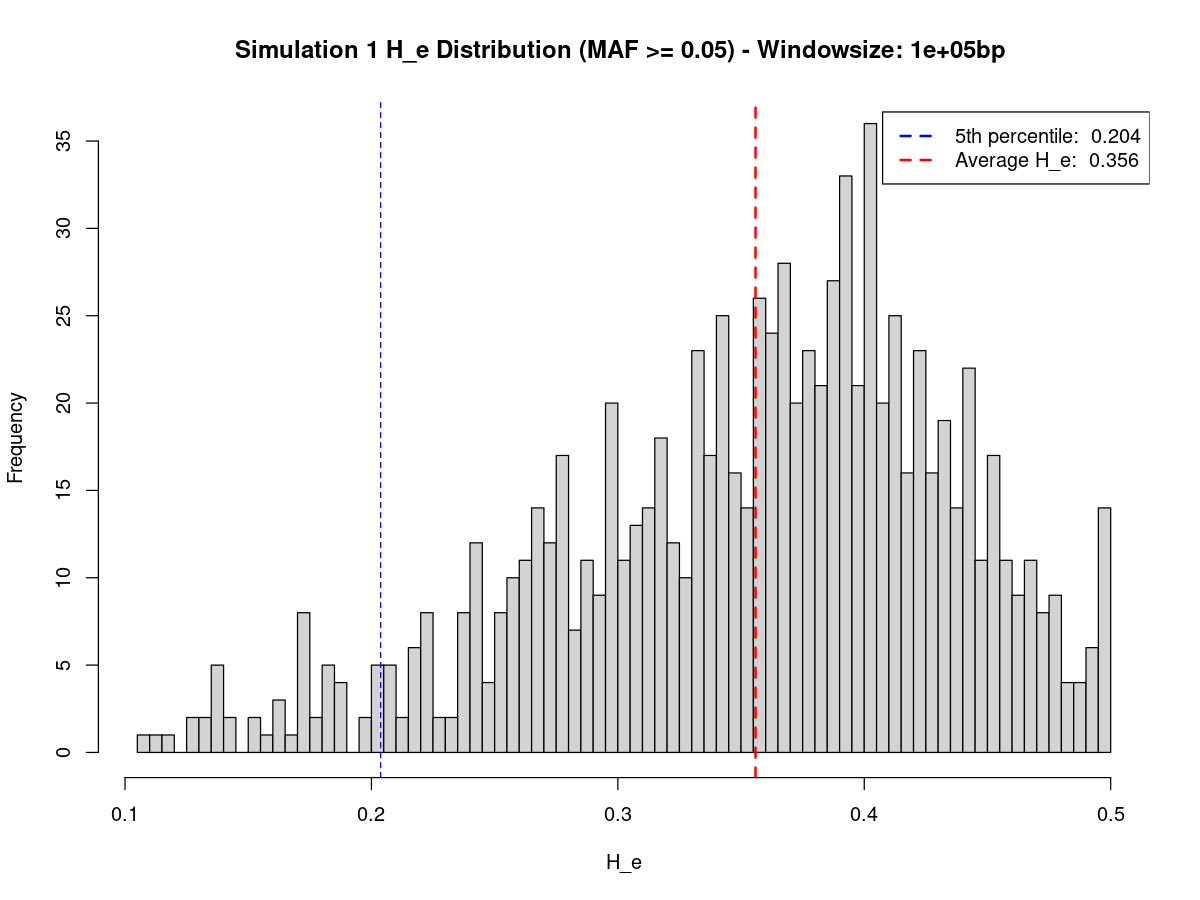 Simulation 1 H_e Distribution (MAF >= 0.05) - Windowsize: 1e+05bp
5th percentile: 0.204
Average H_e: 0.356
Frequency
35
30
25
20
15
10
5
0
0.1 0.2 0.3 0.4 0.5
H_e